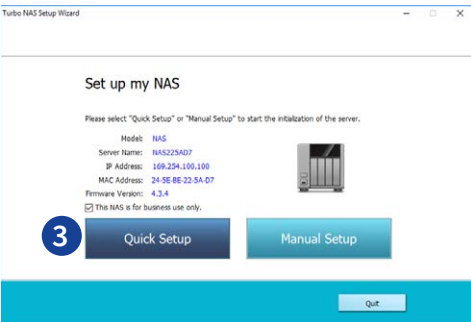 Turbo NAS Setup Wizard
Set up my NAS
Please select "Quick Setup" or "Manual Setup" to start the initialization of the server.
Model: NAS
Server Name: NAS225AD7
IP Address: 169.254.100.100
MAC Address: 24-5E-BE-22-5A-D7
Firmware Version: 4.3.4
This NAS is for business use only.
3
Quick Setup
Manual Setup
Quit